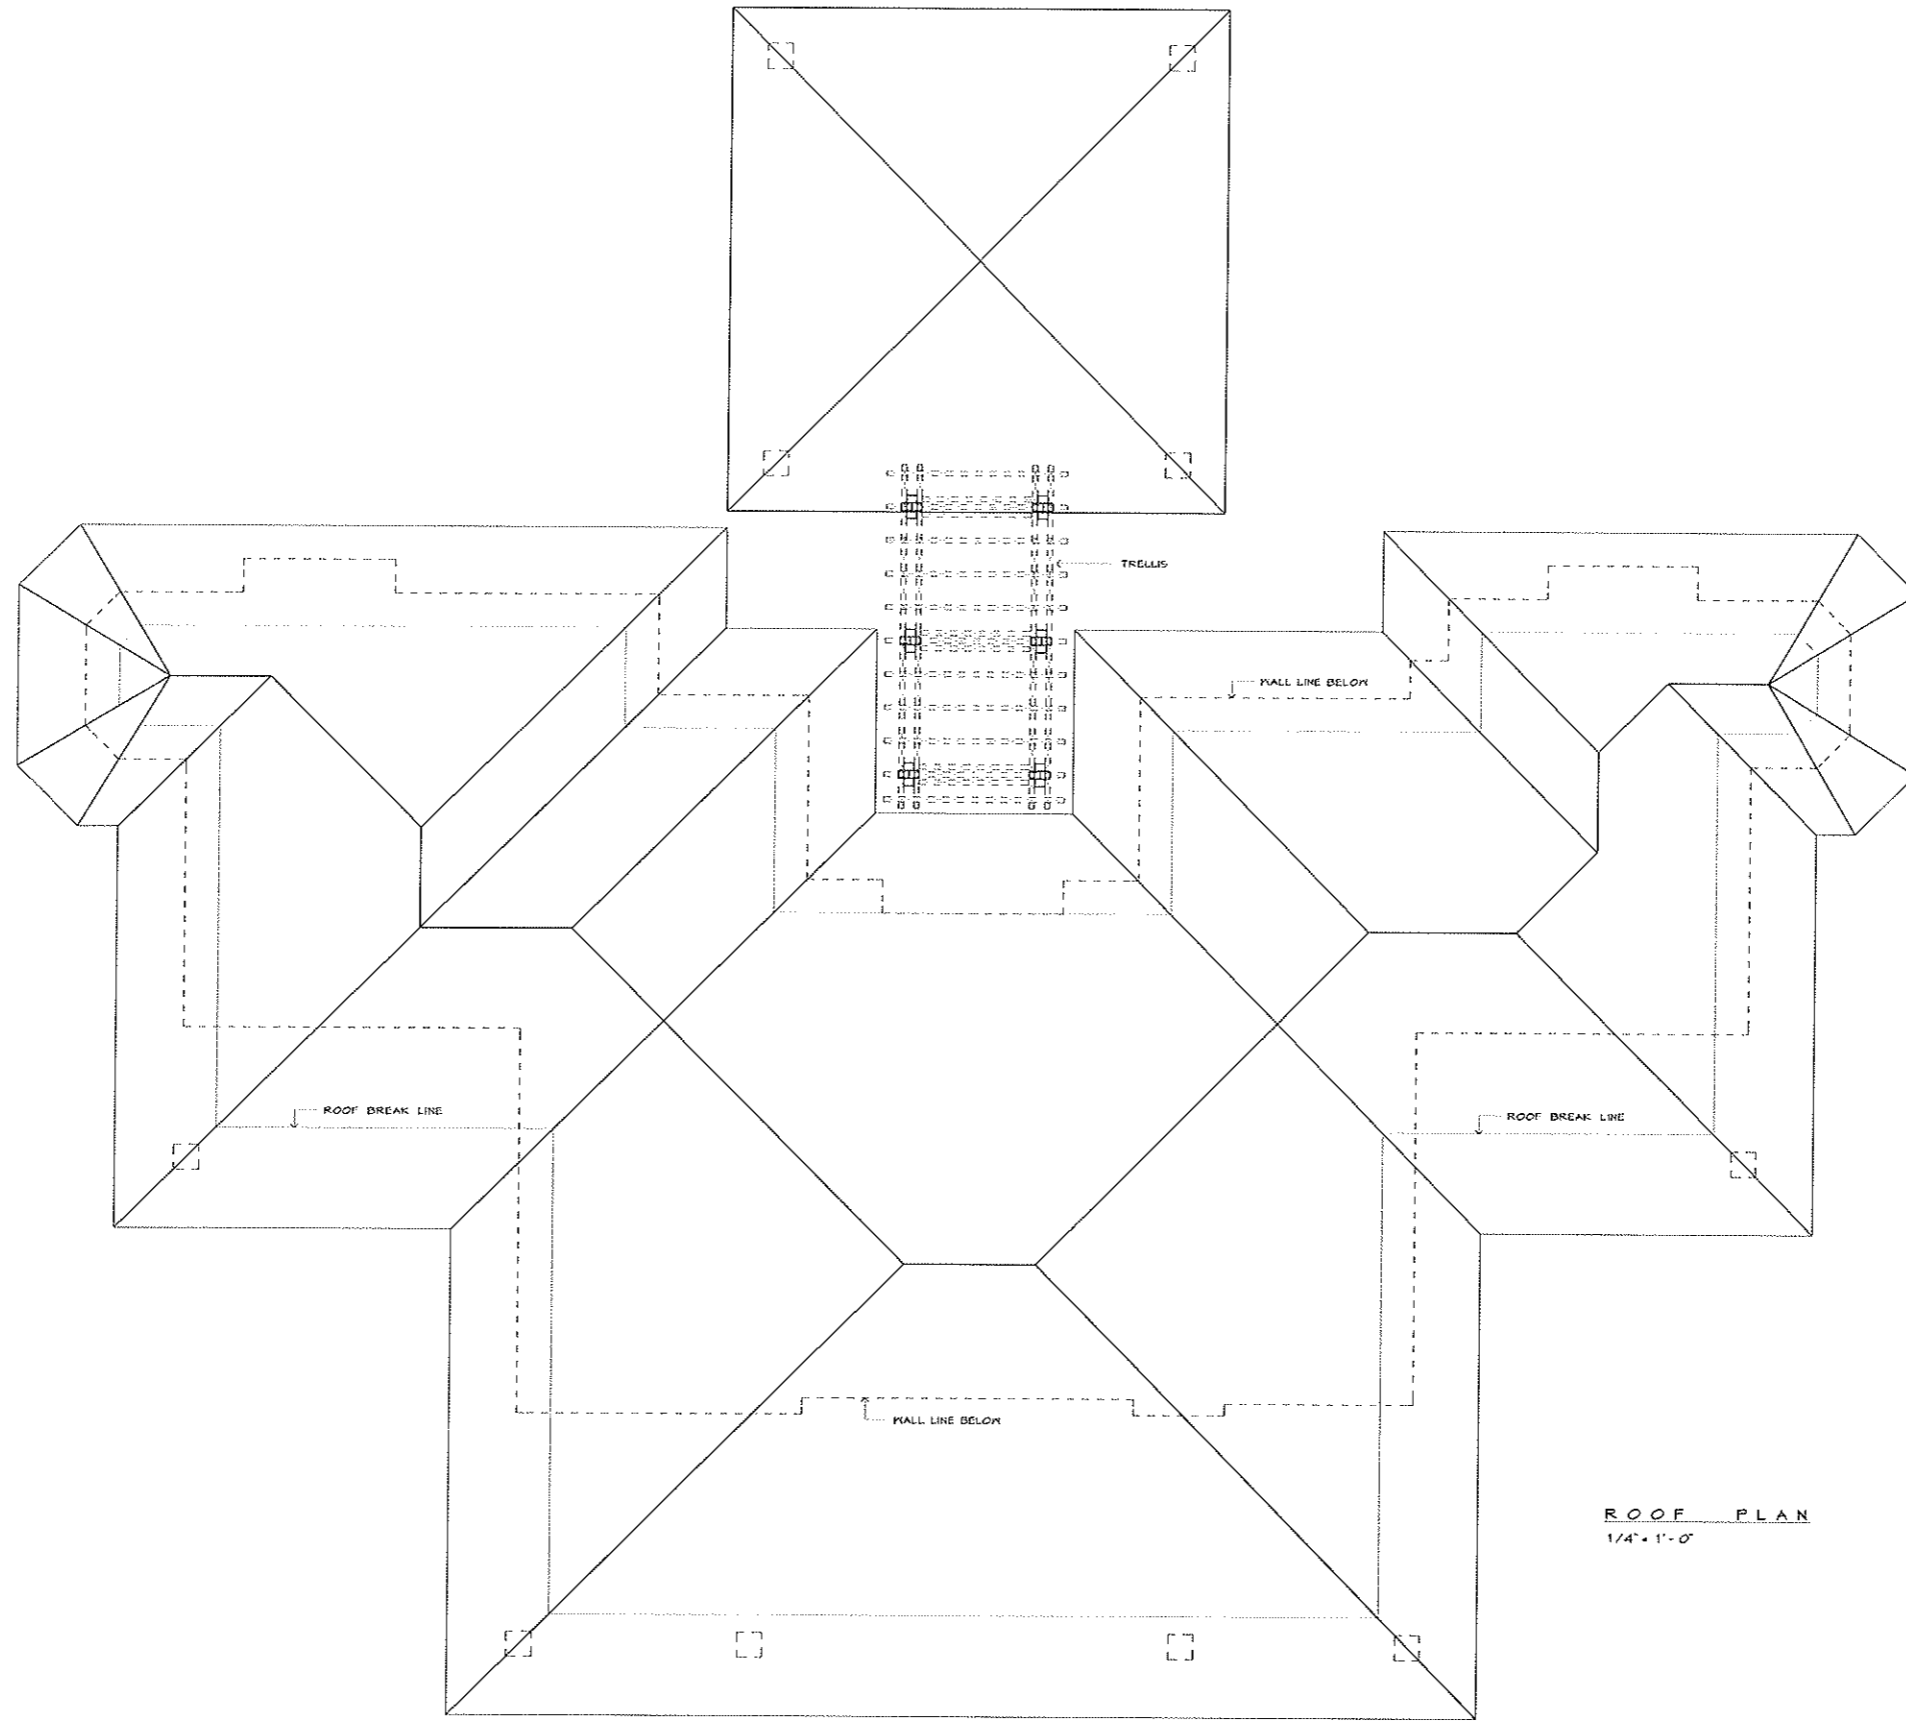 TRELLIS
WALL LINE BELOW
ROOF BREAK LINE
ROOF BREAK LINE
WALL LINE BELOW
ROOF PLAN
1/4" = 1'-0"